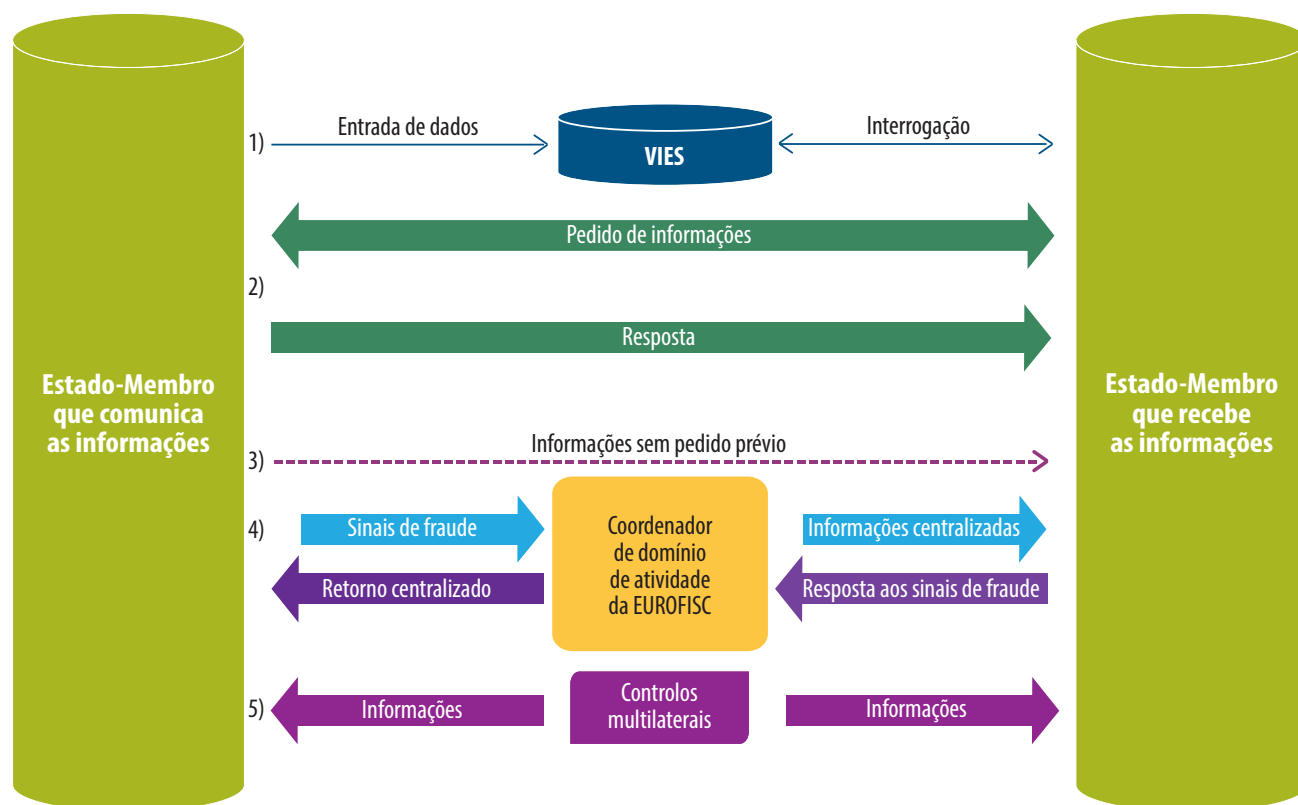 1)
Entrada de dados
VIES
Interrogação
Pedido de informações
2)
Resposta
Estado-Membro
que comunica
as informações
Estado-Membro
que recebe
as informações
3)
Informações sem pedido prévio
4)
Sinais de fraude
Retorno centralizado
Coordenador
de domínio
de atividade
da EUROFISC
Informações centralizadas
Resposta aos sinais de fraude
5)
Informações
Controlos
multilaterais
Informações